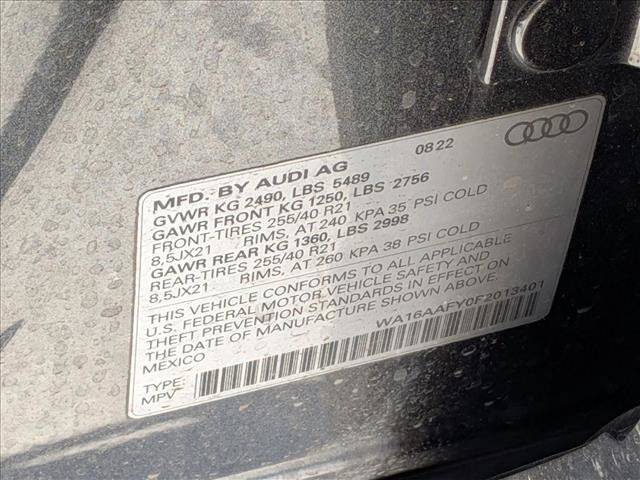 MFD. BY AUDI AG 0822
GVWR KG 2490, LBS 5489
GAWR FRONT KG 1250, LBS 2756
FRONT-TIRES 255/40 R21
8,5JX21 RIMS, AT 240 KPA 35 PSI COLD
GAWR REAR KG 1360, LBS 2998
REAR-TIRES 255/40 R21
8,5JX21 RIMS, AT 260 KPA 38 PSI COLD
THIS VEHICLE CONFORMS TO ALL APPLICABLE
U.S. FEDERAL MOTOR VEHICLE SAFETY AND
THEFT PREVENTION STANDARDS IN EFFECT ON
THE DATE OF MANUFACTURE SHOWN ABOVE.
MEXICO WA16AAFY0F2013401
TYPE:
MPV